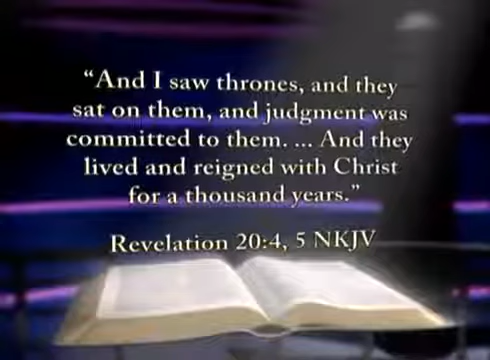 “And I saw thrones, and they
sat on them, and judgment was
committed to them. ... And they
lived and reigned with Christ
for a thousand years.”
Revelation 20:4, 5 NKJV